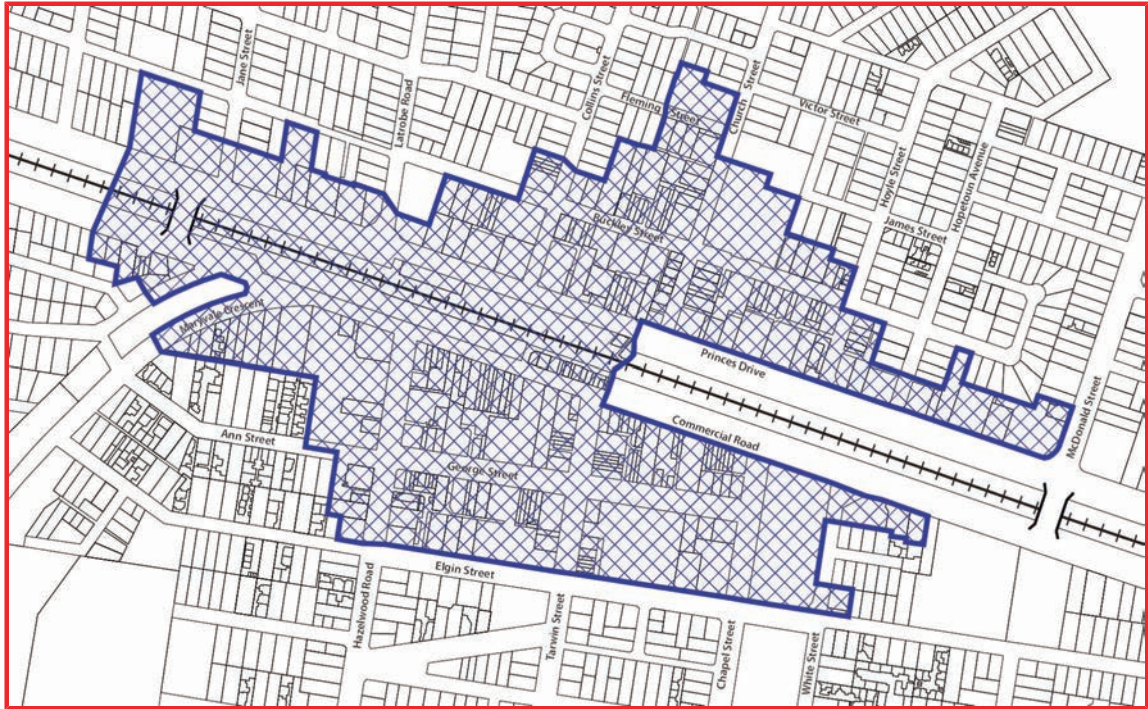 Jane Street
Latrobe Road
Collins Street
Fleming Street
Church Street
Victor Street
Hoyle Street
Hopetoun Avenue
James Street
Buckley Street
Maryvale Crescent
Princes Drive
Commercial Road
McDonald Street
Ann Street
George Street
Elgin Street
Hazelwood Road
Tarwin Street
Chapel Street
White Street